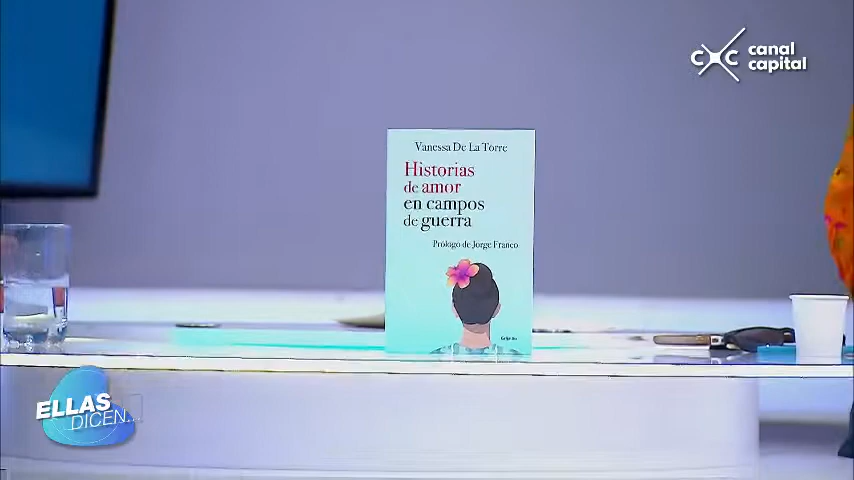 canal
capital
Vanessa De La Torre
Historias
de amor
en campos
de guerra
Prólogo de Jorge Franco
Grijalbo
ELLAS
DICEN...